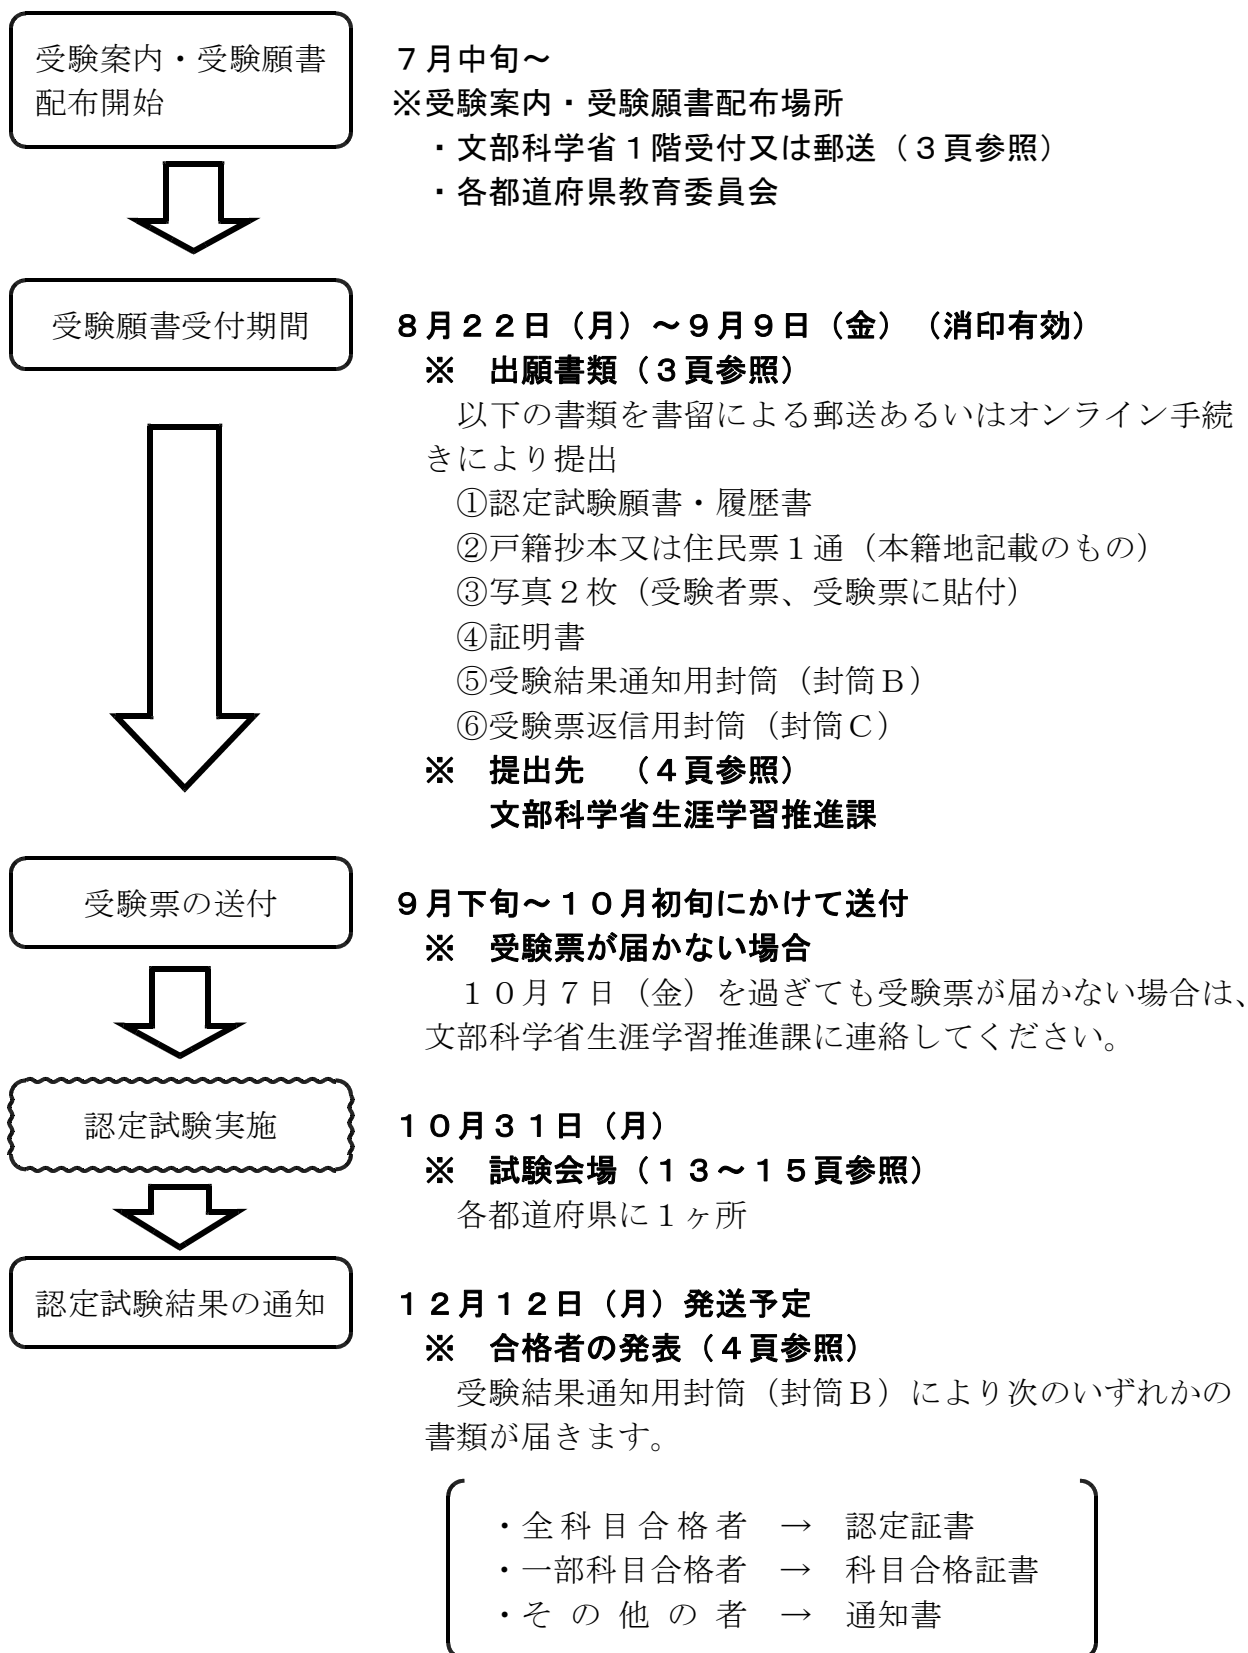 受験案内・受験願書
配布開始
７月中旬～
※受験案内・受験願書配布場所
・文部科学省１階受付又は郵送（３頁参照）
・各都道府県教育委員会
受験願書受付期間
８月２２日（月）～９月９日（金）（消印有効）
※　出願書類（３頁参照）
以下の書類を書留による郵送あるいはオンライン手続
きにより提出
①認定試験願書・履歴書
②戸籍抄本又は住民票１通（本籍地記載のもの）
③写真２枚（受験者票、受験票に貼付）
④証明書
⑤受験結果通知用封筒（封筒Ｂ）
⑥受験票返信用封筒（封筒Ｃ）
※　提出先　（４頁参照）
文部科学省生涯学習推進課
受験票の送付
９月下旬～１０月初旬にかけて送付
※　受験票が届かない場合
１０月７日（金）を過ぎても受験票が届かない場合は、
文部科学省生涯学習推進課に連絡してください。
認定試験実施
１０月３１日（月）
※　試験会場（１３～１５頁参照）
各都道府県に１ヶ所
認定試験結果の通知
１２月１２日（月）発送予定
※　合格者の発表（４頁参照）
受験結果通知用封筒（封筒Ｂ）により次のいずれかの
書類が届きます。
・全科目合格者　→　認定証書
・一部科目合格者　→　科目合格証書
・その他の者　→　通知書